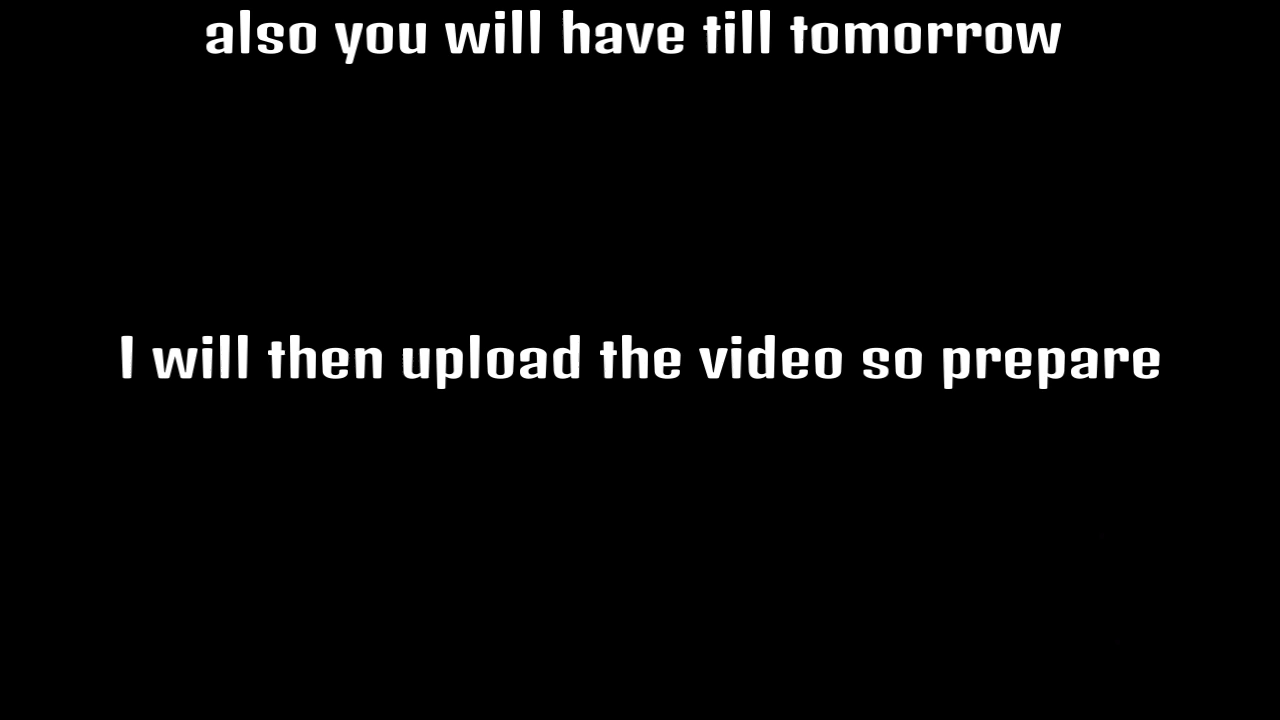 also you will have till tomorrow
I will then upload the video so prepare